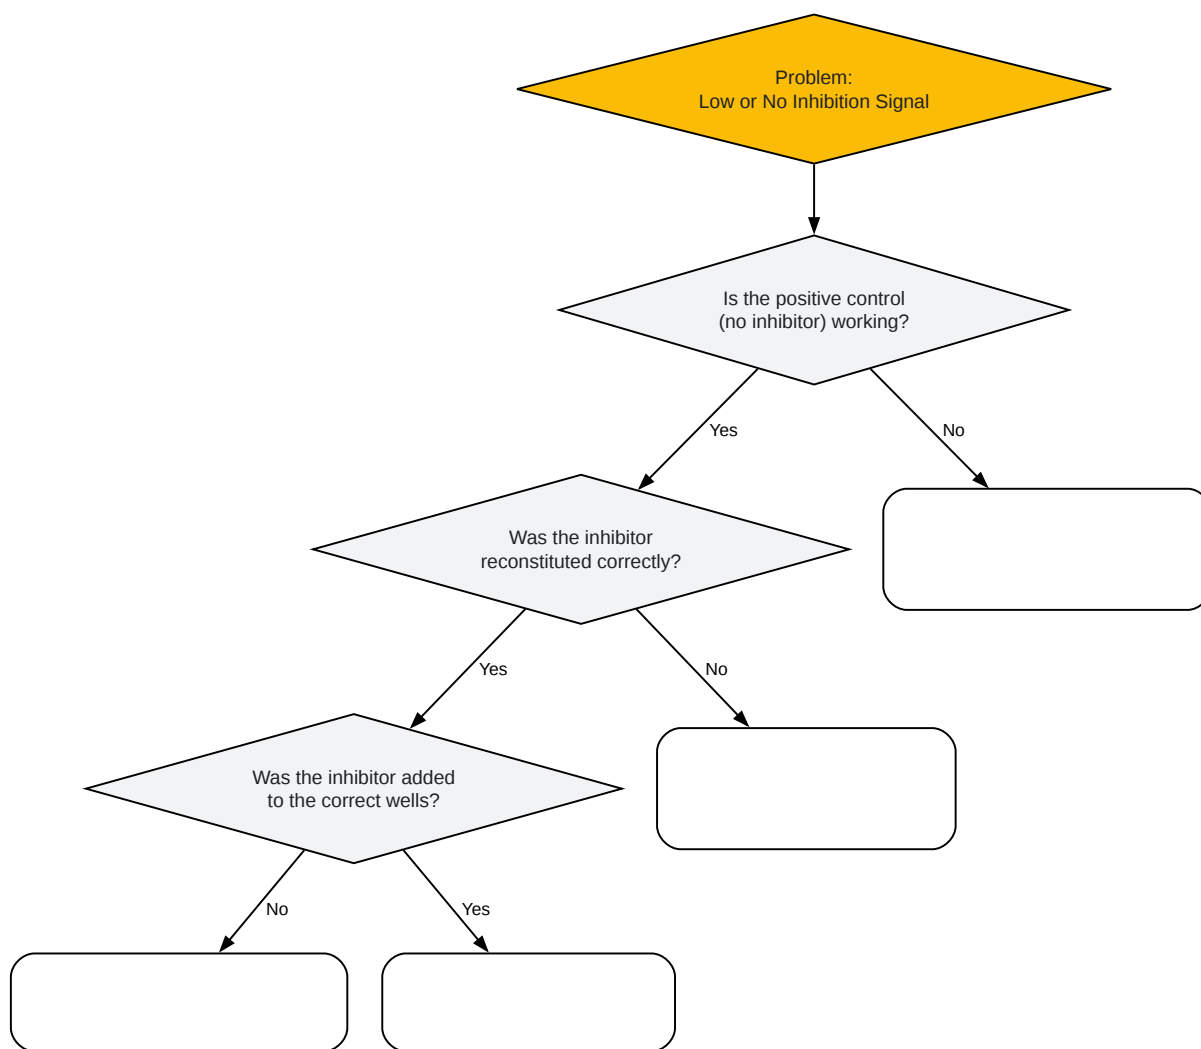 Problem:
Low or No Inhibition Signal
Is the positive control
(no inhibitor) working?
Yes
No
Was the inhibitor
reconstituted correctly?
Yes
No
Was the inhibitor added
to the correct wells?
No
Yes